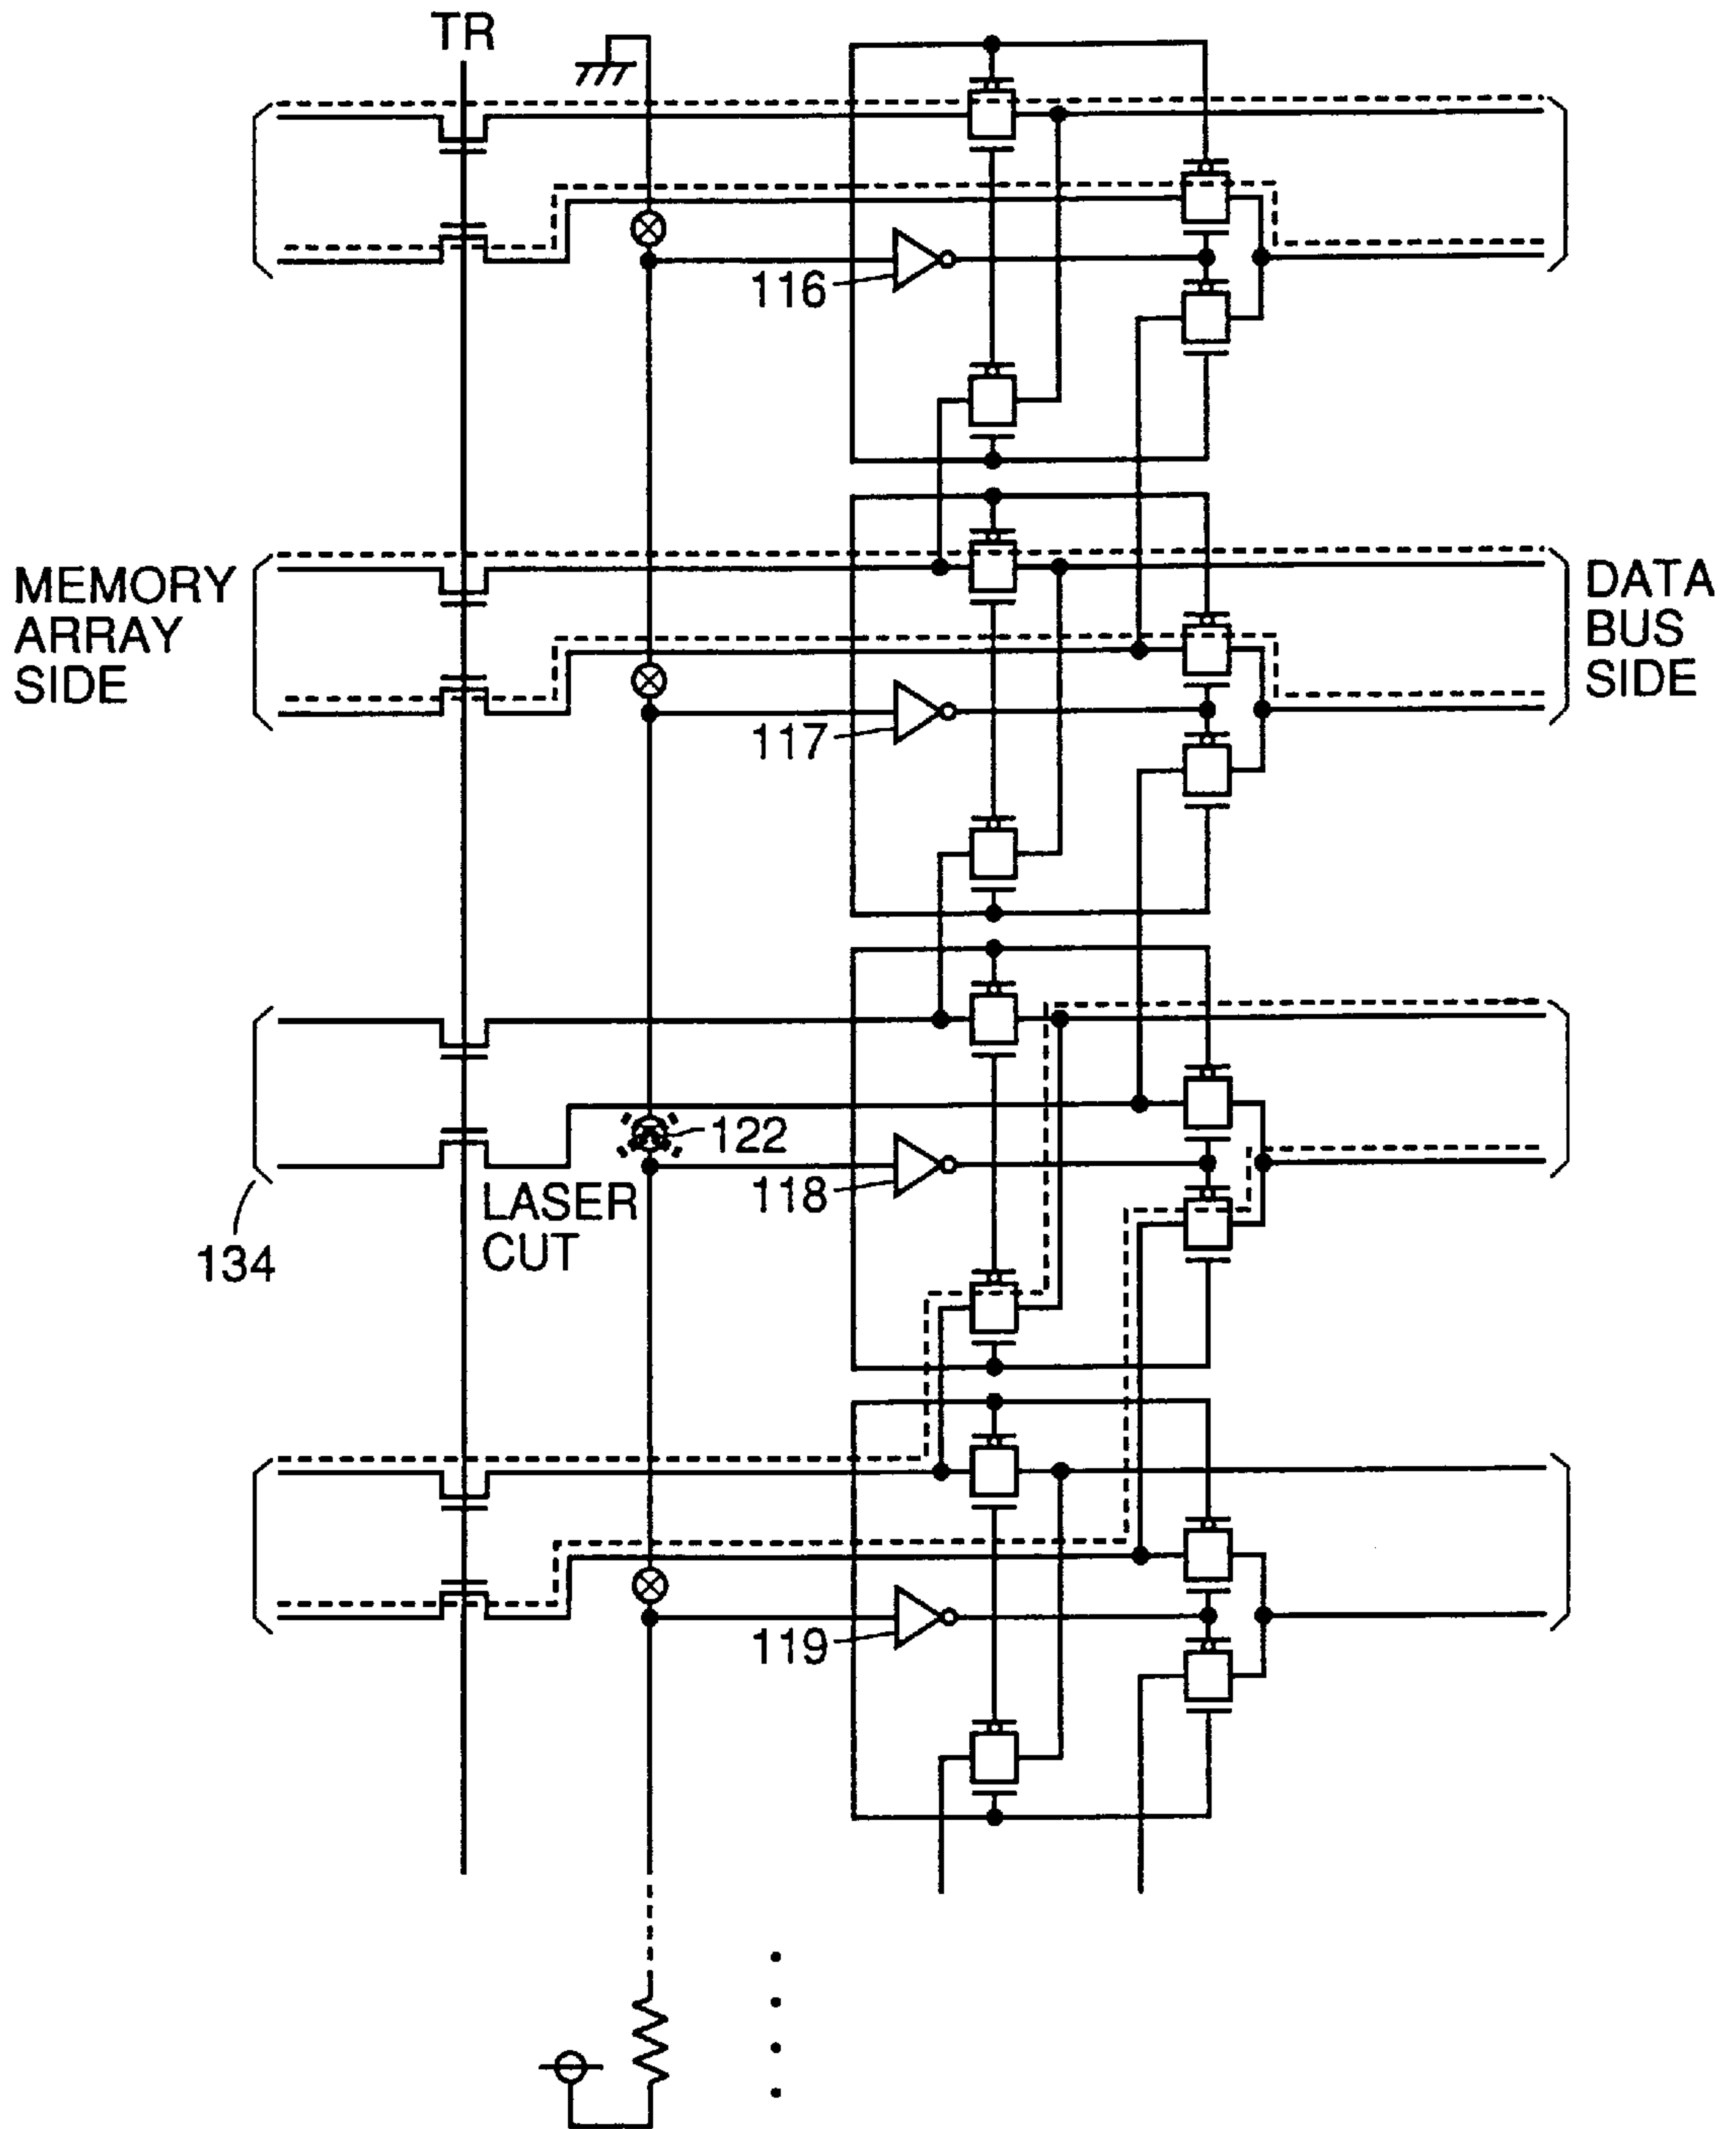 TR
116
MEMORY
ARRAY
SIDE
DATA
BUS
SIDE
117
122
118
LASER
CUT
134
119